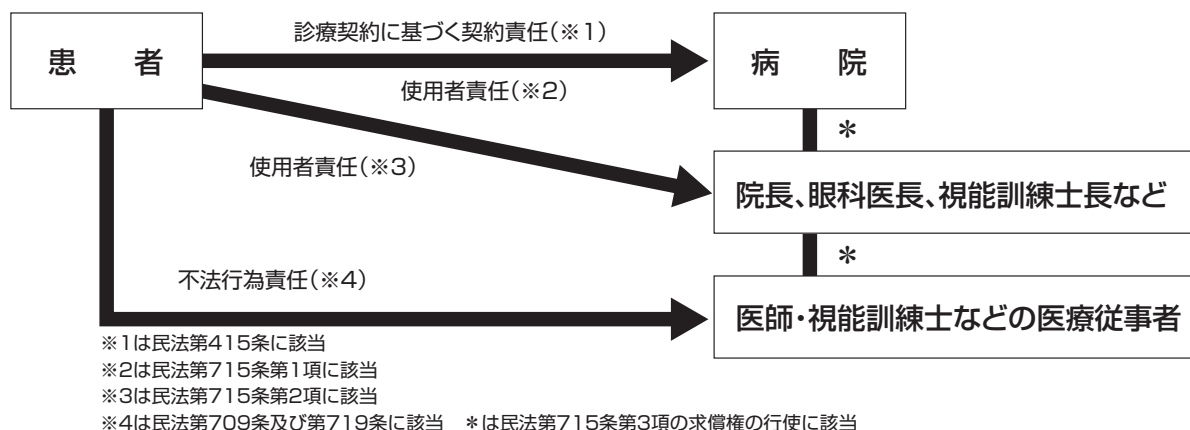 診療契約に基づく契約責任(※1)
患　者
病　院
使用者責任(※2)
*
使用者責任(※3)
院長、眼科医長、視能訓練士長など
*
不法行為責任(※4)
医師・視能訓練士などの医療従事者
※1は民法第415条に該当
※2は民法第715条第1項に該当
※3は民法第715条第2項に該当
※4は民法第709条及び第719条に該当　*は民法第715条第3項の求償権の行使に該当